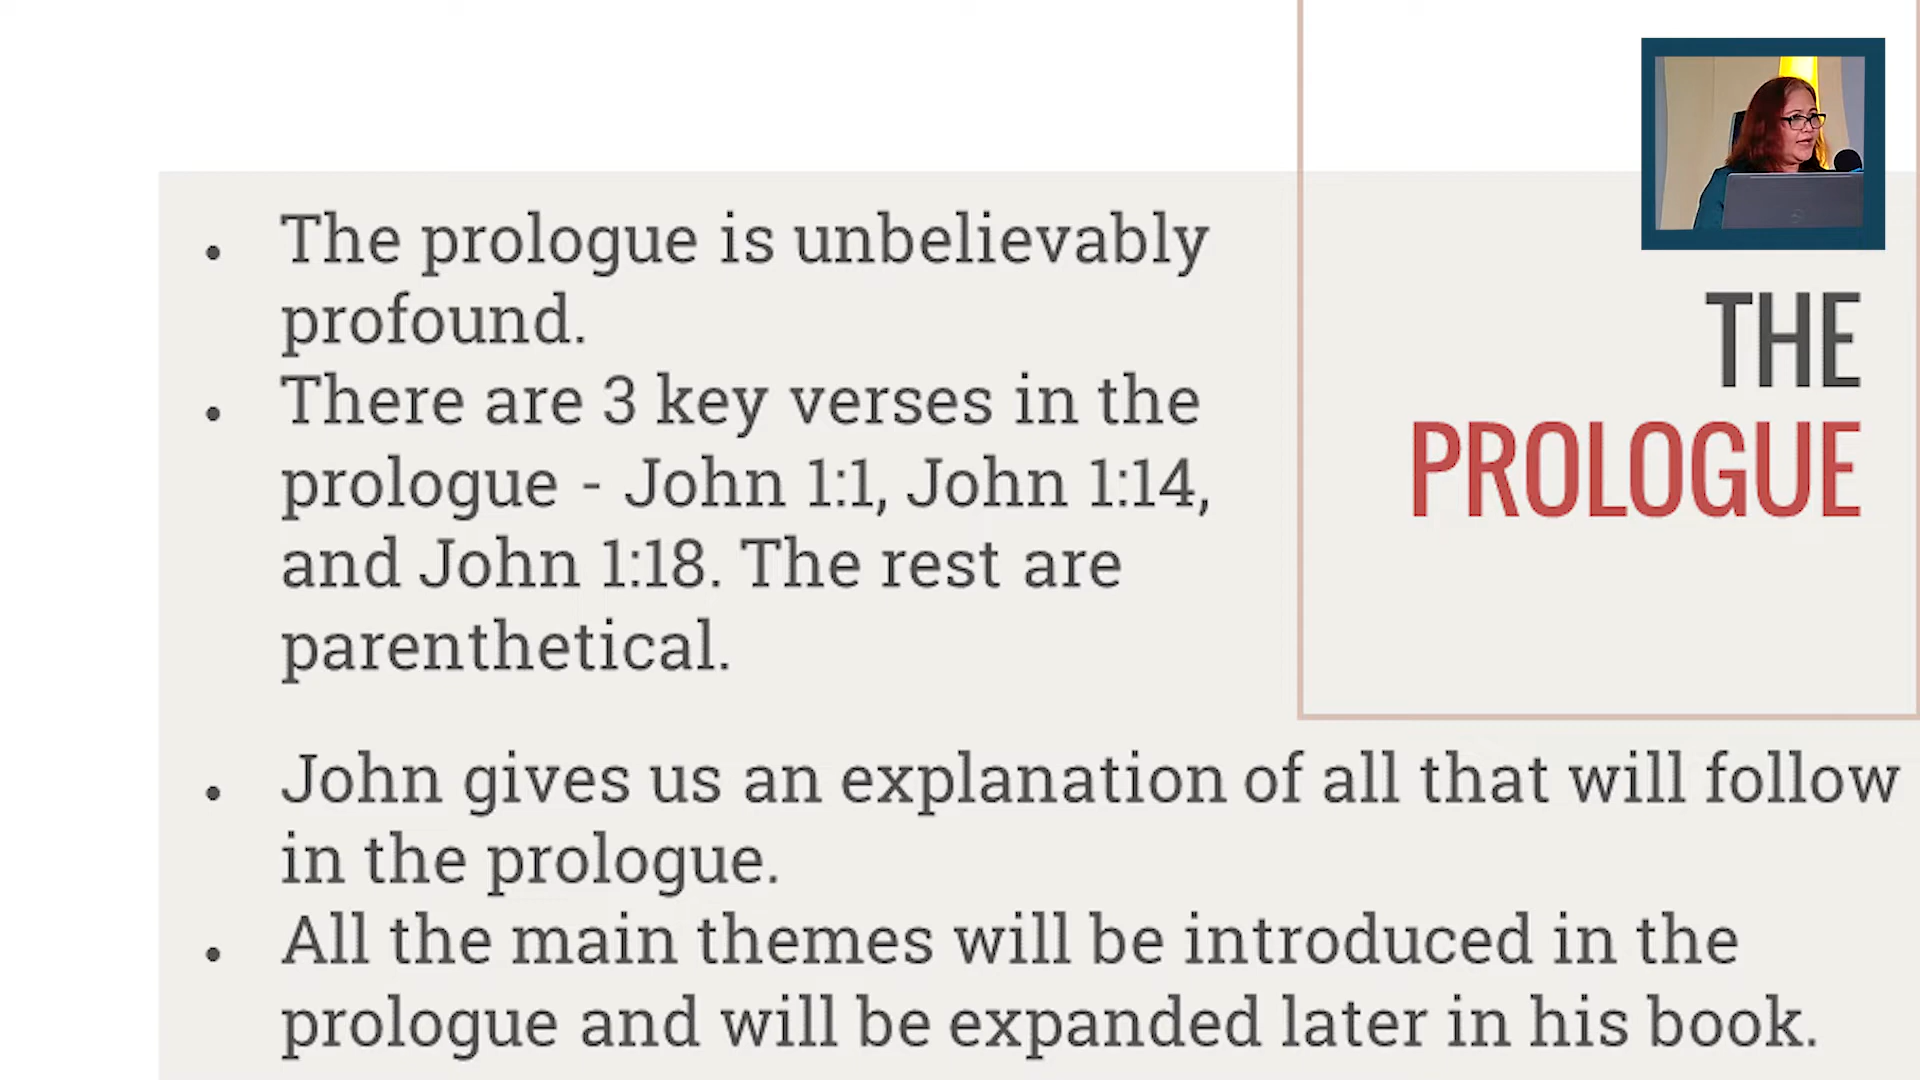 THE
PROLOGUE
• The prologue is unbelievably
profound.
• There are 3 key verses in the
prologue - John 1:1, John 1:14,
and John 1:18. The rest are
parenthetical.
• John gives us an explanation of all that will follow
in the prologue.
• All the main themes will be introduced in the
prologue and will be expanded later in his book.